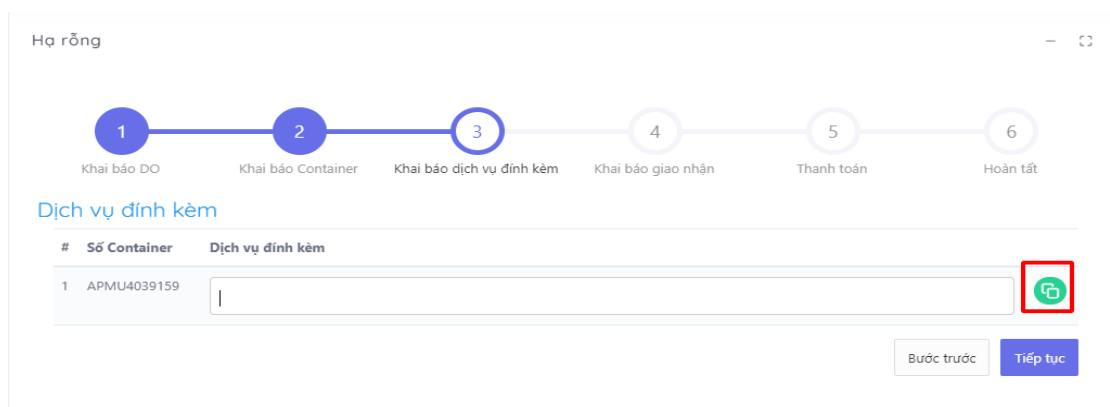 Hạ rỗng
1 2 3 4 5 6
Khai báo DO Khai báo Container Khai báo dịch vụ đính kèm Khai báo giao nhận Thanh toán Hoàn tất
Dịch vụ đính kèm
# Số Container Dịch vụ đính kèm
1 APMU4039159
Bước trước Tiếp tục